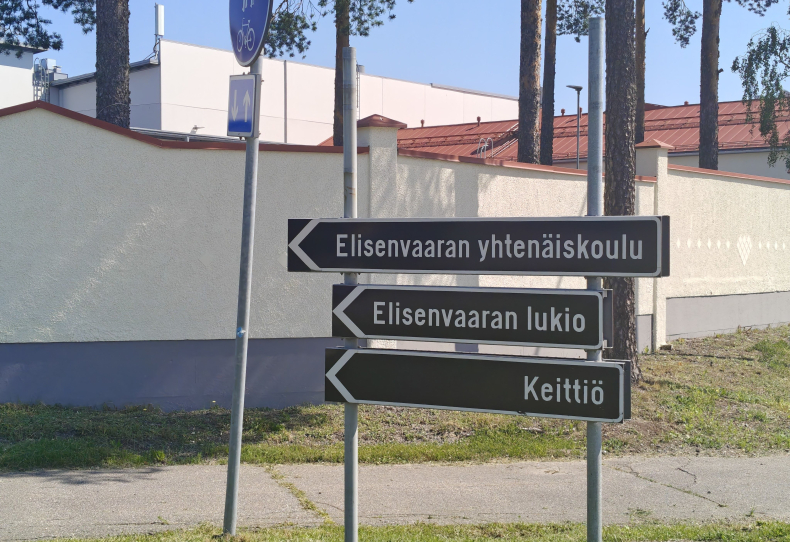 Elisenvaaran yhtenäiskoulu
Elisenvaaran lukio
Keittiö